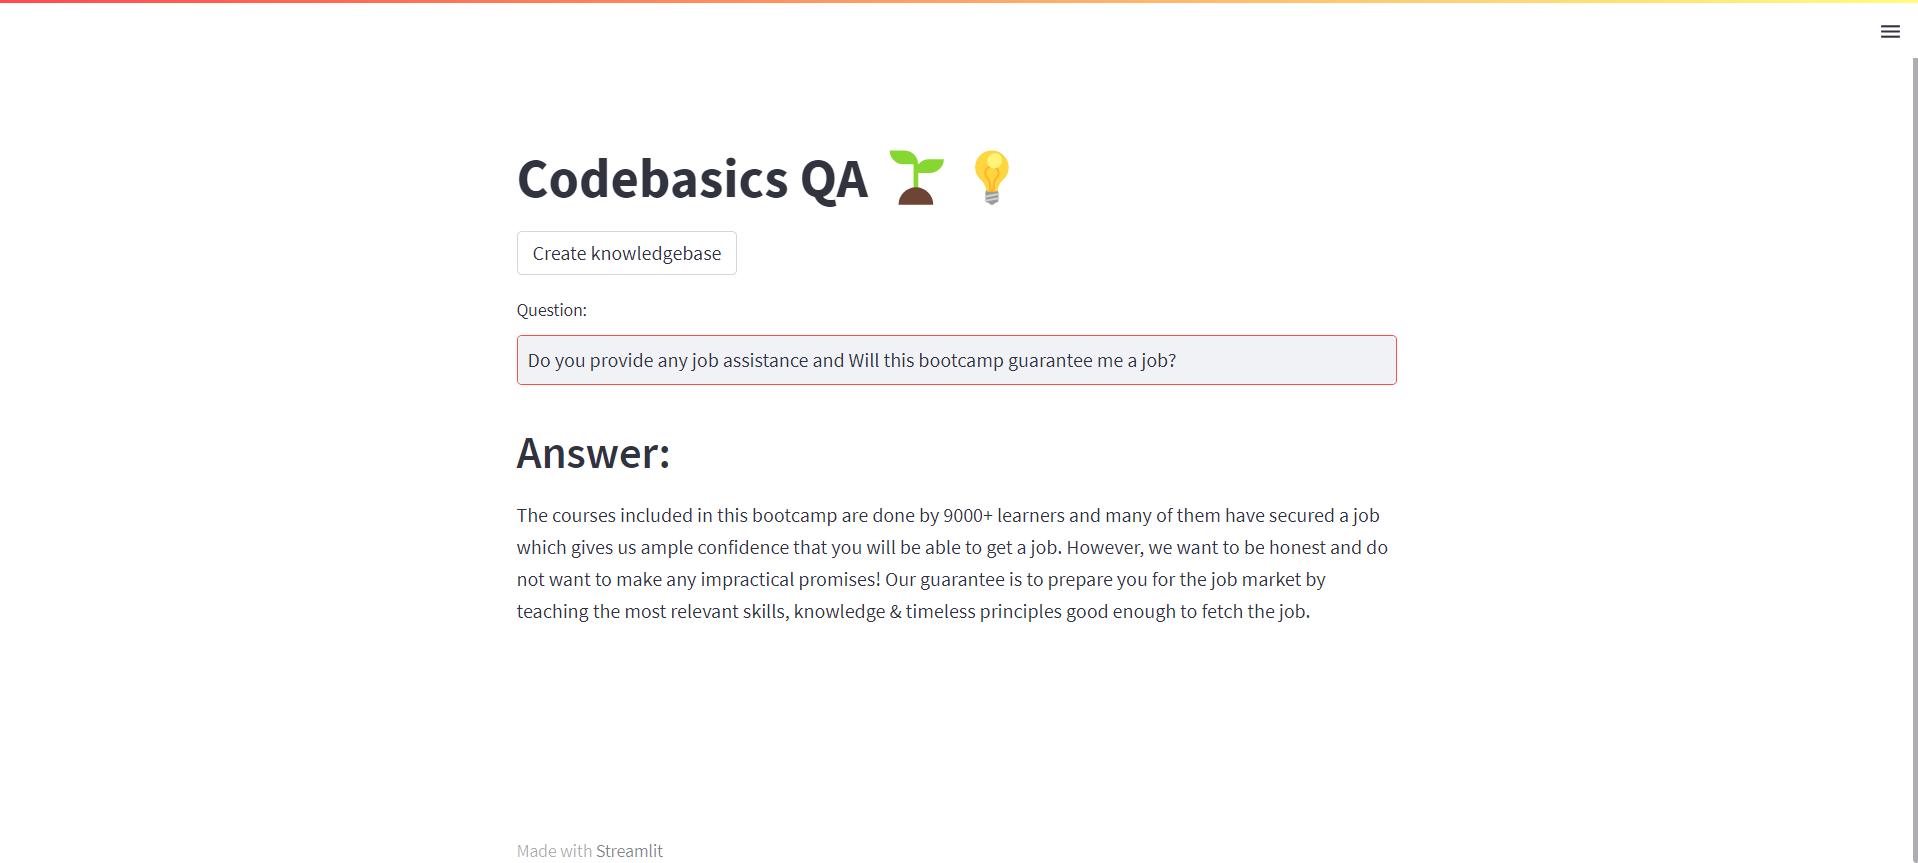 Codebasics QA 🌱 💡
Create knowledgebase
Question:
Do you provide any job assistance and Will this bootcamp guarantee me a job?
Answer:
The courses included in this bootcamp are done by 9000+ learners and many of them have secured a job
which gives us ample confidence that you will be able to get a job. However, we want to be honest and do
not want to make any impractical promises! Our guarantee is to prepare you for the job market by
teaching the most relevant skills, knowledge & timeless principles good enough to fetch the job.
Made with Streamlit